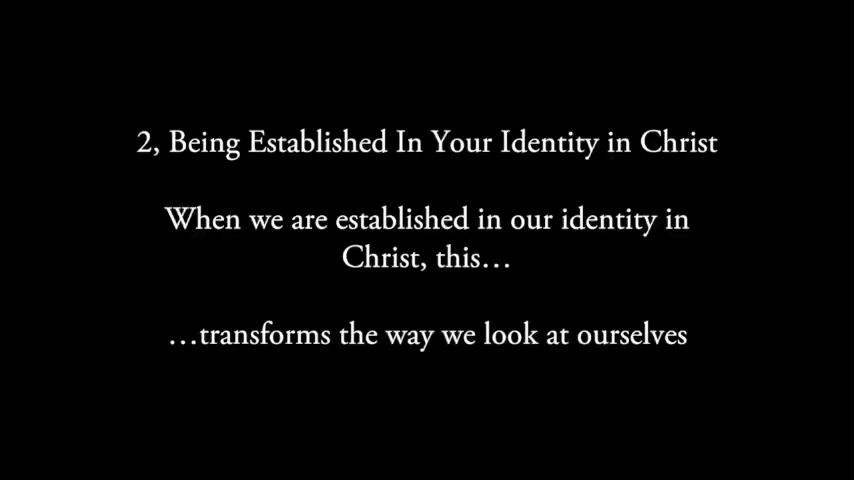 2, Being Established In Your Identity in Christ
When we are established in our identity in
Christ, this…
…transforms the way we look at ourselves